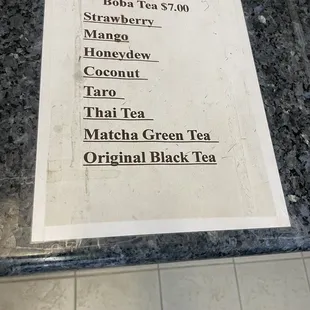 Boba Tea $7.00
Strawberry
Mango
Honeydew
Coconut
Taro
Thai Tea
Matcha Green Tea
Original Black Tea